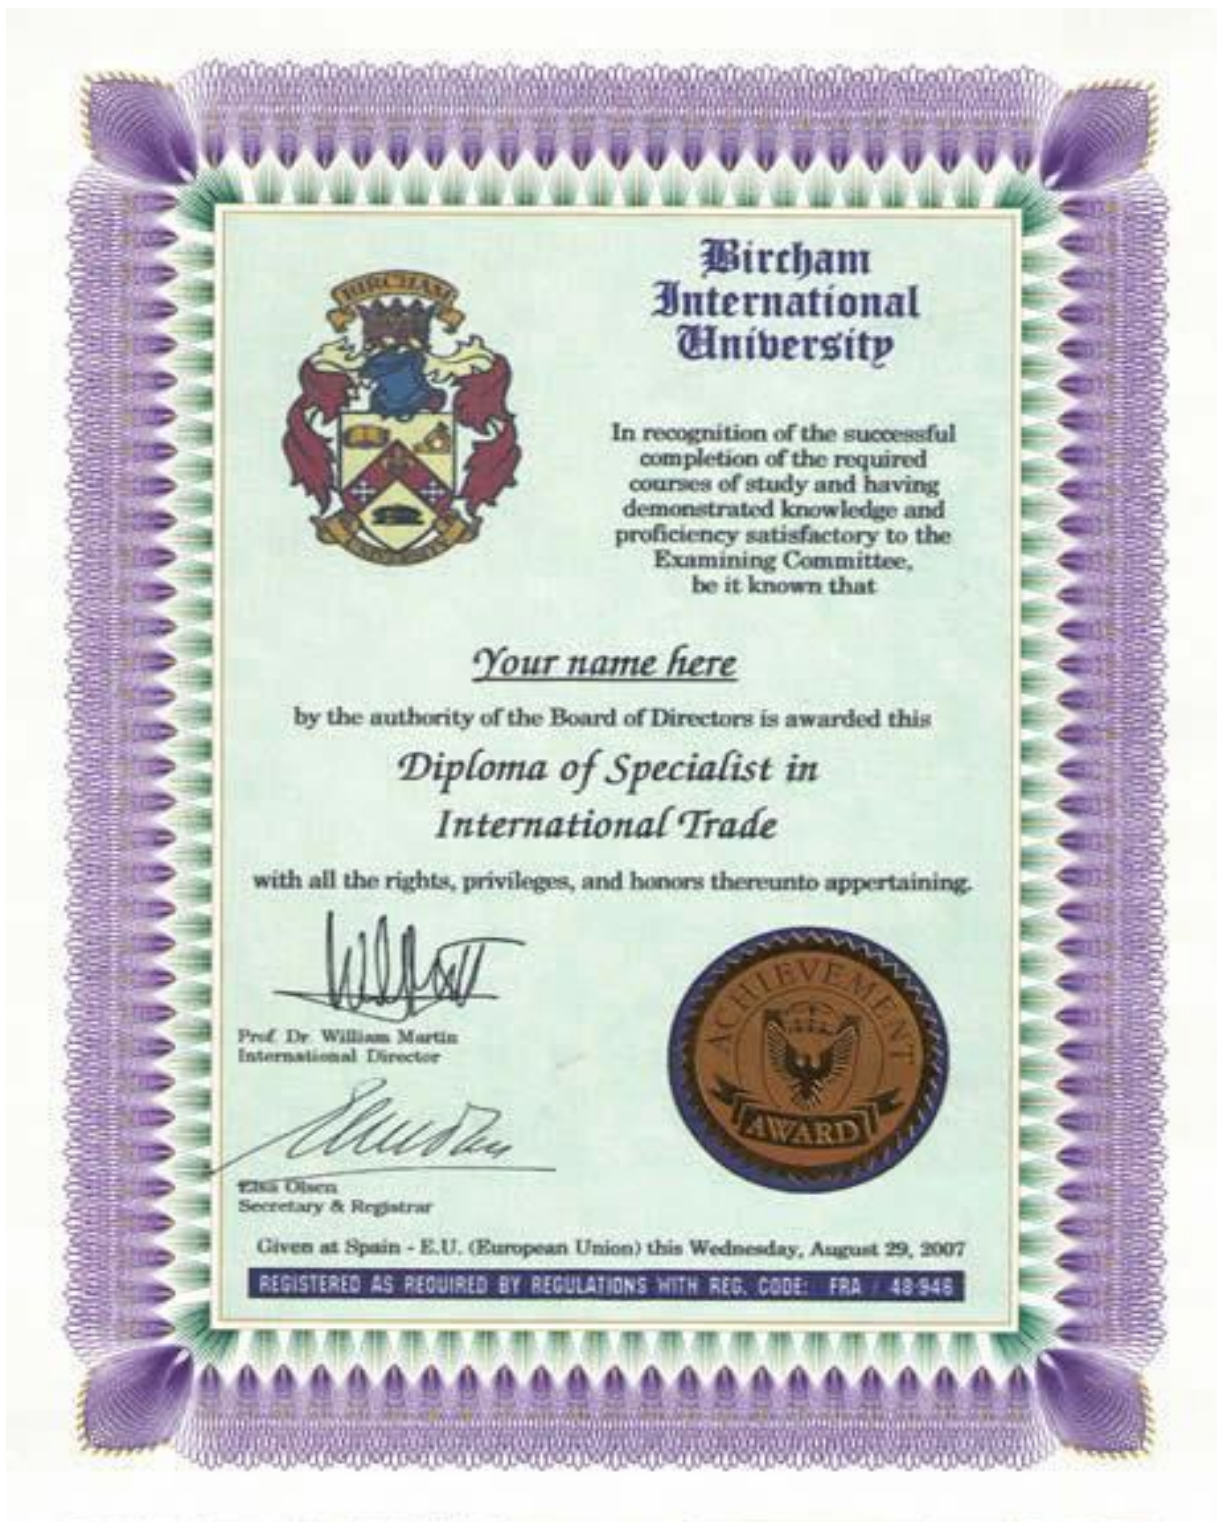 BIRCHAM
UNIVERSITY
Bircham
International
University
In recognition of the successful
completion of the required
courses of study and having
demonstrated knowledge and
proficiency satisfactory to the
Examining Committee,
be it known that
Your name here
by the authority of the Board of Directors is awarded this
Diploma of Specialist in
International Trade
with all the rights, privileges, and honors thereunto appertaining.
Prof. Dr. William Martin
International Director
ACHIEVEMENT
AWARD
Elsa Olsen
Secretary & Registrar
Given at Spain - E.U. (European Union) this Wednesday, August 29, 2007
REGISTERED AS REQUIRED BY REGULATIONS WITH REG. CODE: FRA / 48-946